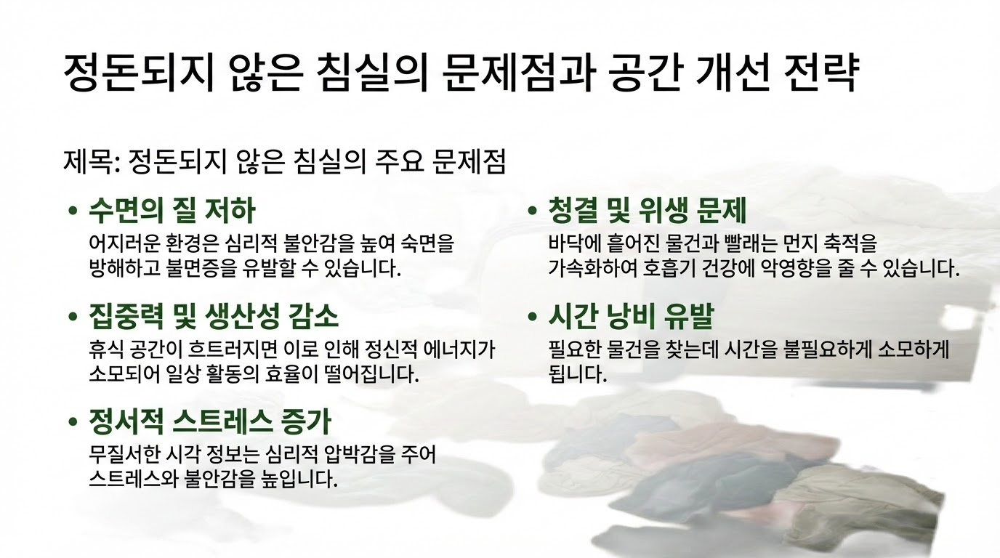 정돈되지 않은 침실의 문제점과 공간 개선 전략
제목: 정돈되지 않은 침실의 주요 문제점
• 수면의 질 저하
어지러운 환경은 심리적 불안감을 높여 숙면을
방해하고 불면증을 유발할 수 있습니다.
• 집중력 및 생산성 감소
휴식 공간이 흐트러지면 이로 인해 정신적 에너지가
소모되어 일상 활동의 효율이 떨어집니다.
• 정서적 스트레스 증가
무질서한 시각 정보는 심리적 압박감을 주어
스트레스와 불안감을 높입니다.
• 청결 및 위생 문제
바닥에 흩어진 물건과 빨래는 먼지 축적을
가속화하여 호흡기 건강에 악영향을 줄 수 있습니다.
• 시간 낭비 유발
필요한 물건을 찾는데 시간을 불필요하게 소모하게
됩니다.